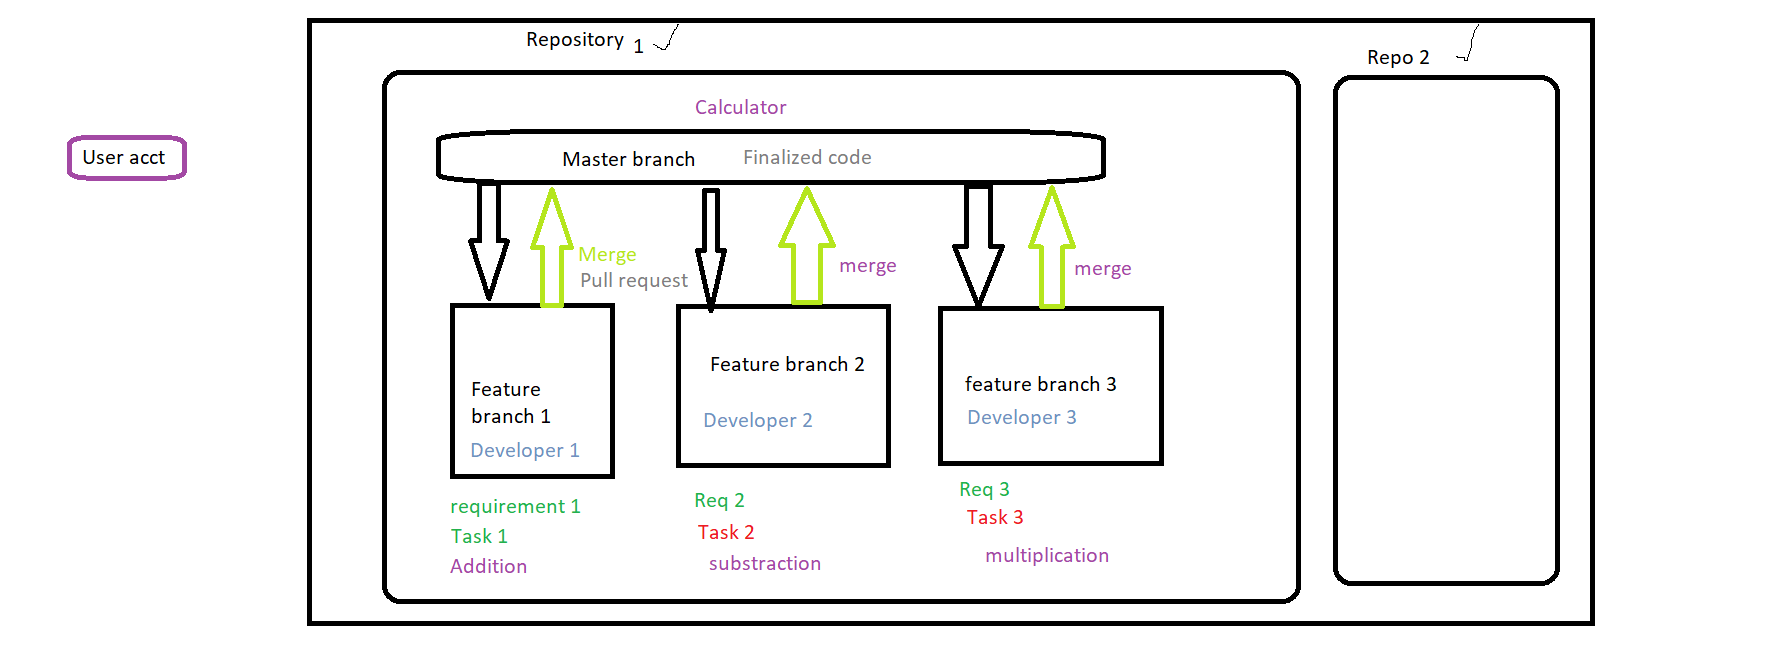 Repository 1
Repo 2
Calculator
User acct
Master branch
Finalized code
Merge
Pull request
merge
merge
Feature
branch 1
Developer 1
Feature branch 2
Developer 2
feature branch 3
Developer 3
requirement 1
Task 1
Addition
Req 2
Task 2
substraction
Req 3
Task 3
multiplication